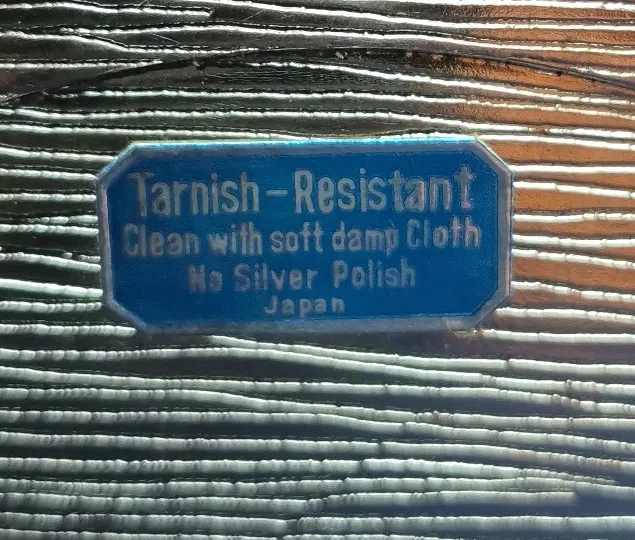 Tarnish-Resistant
Clean with soft damp Cloth
No Silver Polish
Japan